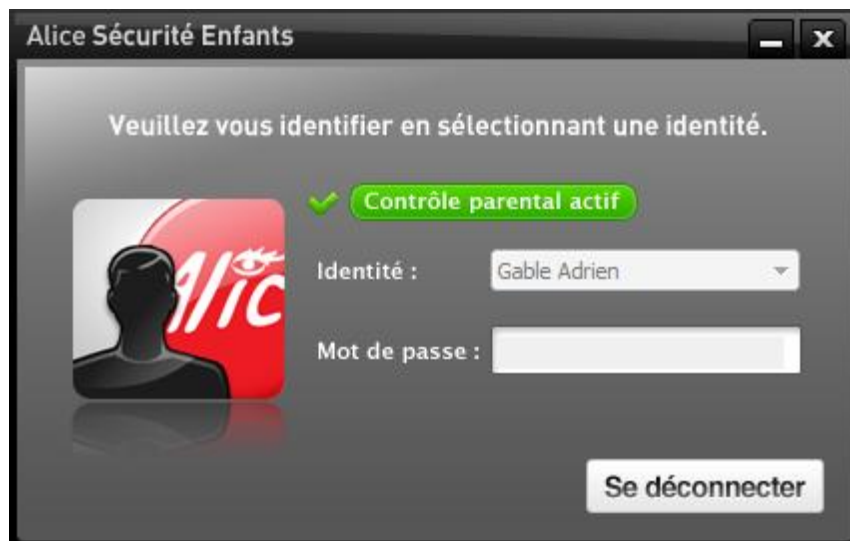 Alice Sécurité Enfants
Veuillez vous identifier en sélectionnant une identité.
Contrôle parental actif
Alic
Identité :
Gable Adrien
Mot de passe :
Se déconnecter